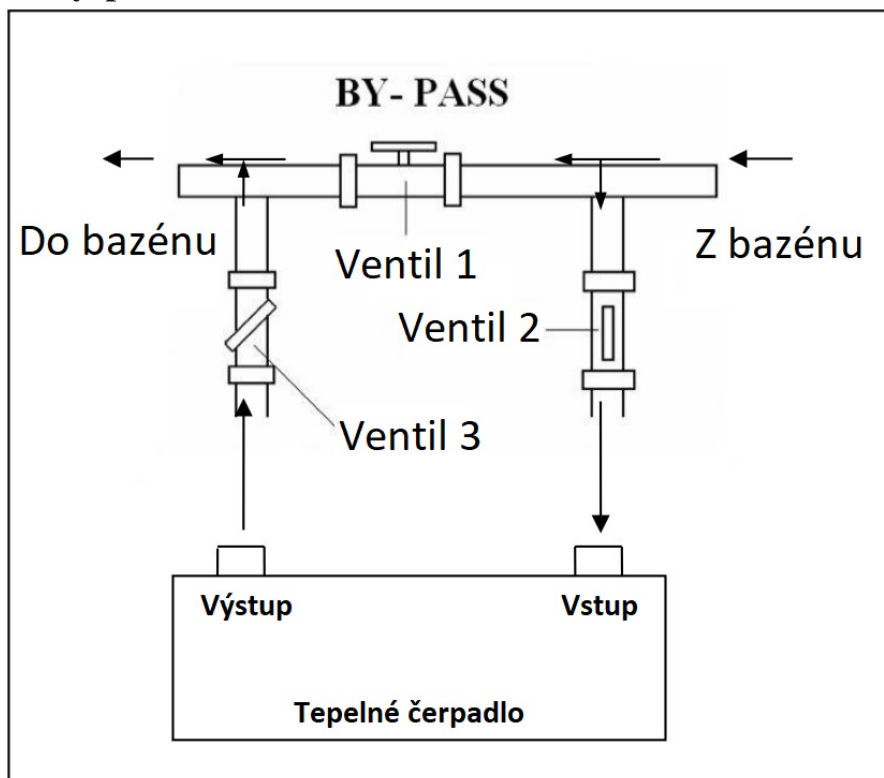 BY- PASS
Do bazénu
Ventil 1
Z bazénu
Ventil 2
Ventil 3
Výstup
Vstup
Tepelné čerpadlo